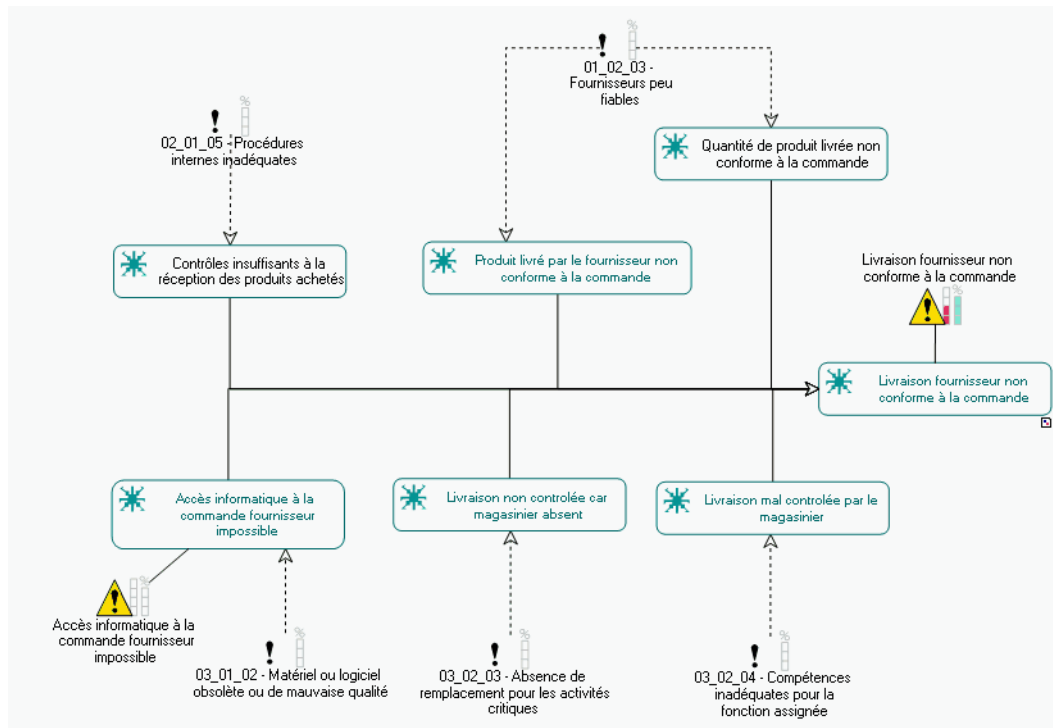 01_02_03 -
Fournisseurs peu
fiables
02_01_05 - Procédures
internes inadéquates
Quantité de produit livrée non
conforme à la commande
Contrôles insuffisants à la
réception des produits achetés
Produit livré par le fournisseur non
conforme à la commande
Livraison fournisseur non
conforme à la commande
Livraison fournisseur non
conforme à la commande
Accès informatique à la
commande fournisseur
impossible
Livraison non controlée car
magasinier absent
Livraison mal controlée par le
magasinier
Accès informatique à la
commande fournisseur
impossible
03_01_02 - Matériel ou logiciel
obsolète ou de mauvaise qualité
03_02_03 - Absence de
remplacement pour les activités
critiques
03_02_04 - Compétences
inadéquates pour la
fonction assignée